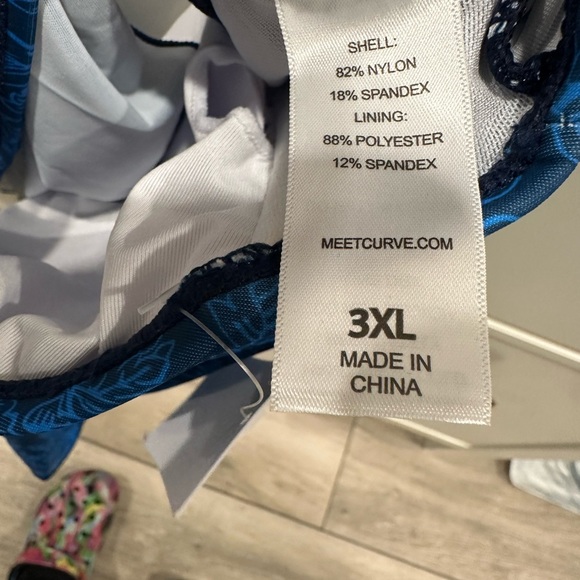 SHELL:
82% NYLON
18% SPANDEX
LINING:
88% POLYESTER
12% SPANDEX
MEETCURVE.COM
3XL
MADE IN
CHINA